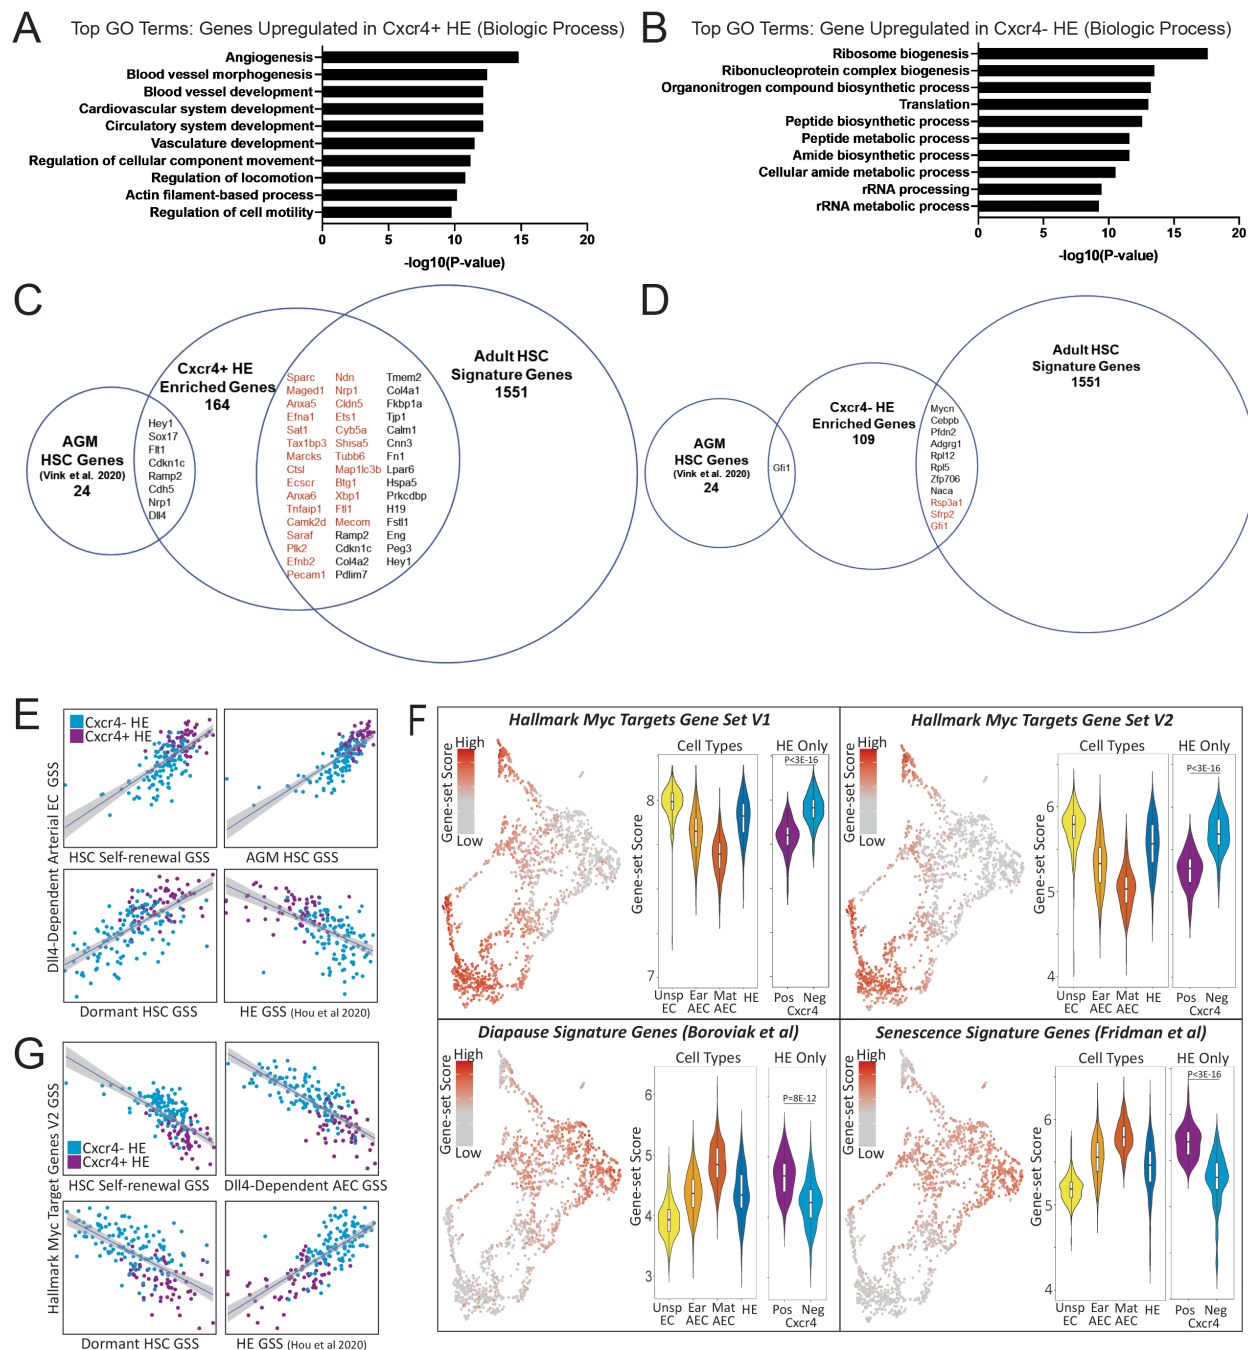 A
Top GO Terms: Genes Upregulated in Cxcr4+ HE (Biologic Process)
Angiogenesis
Blood vessel morphogenesis
Blood vessel development
Cardiovascular system development
Circulatory system development
Vasculature development
Regulation of cellular component movement
Regulation of locomotion
Actin filament-based process
Regulation of cell motility
0 5 10 15 20
-log10(P-value)
B
Top GO Terms: Gene Upregulated in Cxcr4- HE (Biologic Process)
Ribosome biogenesis
Ribonucleoprotein complex biogenesis
Organonitrogen compound biosynthetic process
Translation
Peptide biosynthetic process
Peptide metabolic process
Amide biosynthetic process
Cellular amide metabolic process
rRNA processing
rRNA metabolic process
0 5 10 15 20
-log10(P-value)
C
AGM
HSC Genes
(Vink et al. 2020)
24
Hey1
Sox17
Flt1
Cdkn1c
Ramp2
Cdh5
Nrp1
Dll4
Cxcr4+ HE
Enriched Genes
164
Sparc Ndn Tmem2
Maged1 Nrp1 Col4a1
Anxa5 Cldn5 Fkbp1a
Efna1 Ets1 Tjp1
Sat1 Cyb5a Calm1
Tax1bp3 Shisa5 Cnn3
Marcks Tubb6 Fn1
Ctsl Map1lc3b Lpar6
Ecscr Btg1 Hspa5
Anxa6 Xbp1 Prkcdbp
Tnfaip1 Ftl1 H19
Camk2d Mecom Fstl1
Saraf Ramp2 Eng
Plk2 Cdkn1c Peg3
Efnb2 Col4a2 Hey1
Pecam1 Pdlim7
Adult HSC
Signature Genes
1551
D
AGM
HSC Genes
(Vink et al. 2020)
24
Gfi1
Cxcr4- HE
Enriched Genes
109
Mycn
Cebpb
Pfdn2
Adgrg1
Rpl12
Rpl5
Zfp706
Naca
Rsp3a1
Sfrp2
Gfi1
Adult HSC
Signature Genes
1551
E
Dll4-Dependent Arterial EC GSS
Cxcr4- HE
Cxcr4+ HE
HSC Self-renewal GSS
AGM HSC GSS
Dormant HSC GSS
HE GSS (Hou et al 2020)
F
Hallmark Myc Targets Gene Set V1
High
Low
Gene-set Score
Cell Types
HE Only
P<3E-16
Gene-set Score
8
7
Unsp EC
Ear AEC
Mat AEC
HE
Pos Neg
Cxcr4
Hallmark Myc Targets Gene Set V2
High
Low
Gene-set Score
Cell Types
HE Only
P<3E-16
Gene-set Score
6
5
4
Unsp EC
Ear AEC
Mat AEC
HE
Pos Neg
Cxcr4
Diapause Signature Genes (Boroviak et al)
High
Low
Gene-set Score
Cell Types
HE Only
P=8E-12
Gene-set Score
6
5
4
3
Unsp EC
Ear AEC
Mat AEC
HE
Pos Neg
Cxcr4
Senescence Signature Genes (Fridman et al)
High
Low
Gene-set Score
Cell Types
HE Only
P<3E-16
Gene-set Score
6
5
4
Unsp EC
Ear AEC
Mat AEC
HE
Pos Neg
Cxcr4
G
Hallmark Myc Target Genes V2 GSS
Cxcr4- HE
Cxcr4+ HE
HSC Self-renewal GSS
Dll4-Dependent AEC GSS
Dormant HSC GSS
HE GSS (Hou et al 2020)